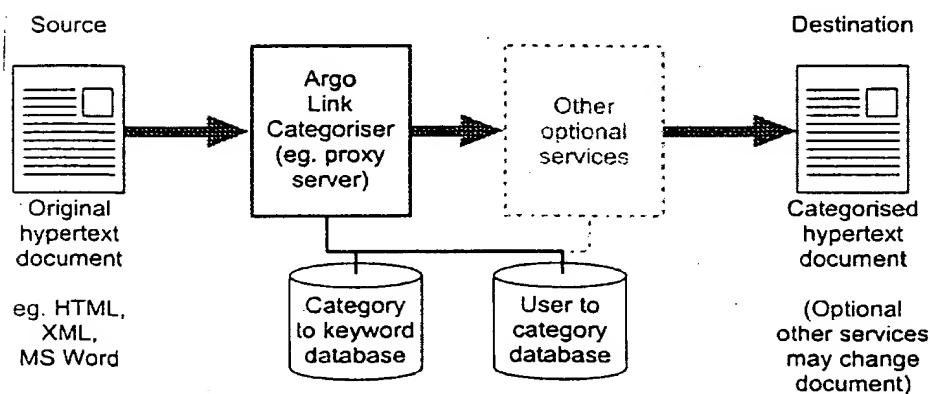 Source
Destination
Argo
Link
Categoriser
(eg. proxy
server)
Other
optional
services
Original
hypertext
document
Categorised
hypertext
document
Category
to keyword
database
User to
category
database
eg. HTML,
XML,
MS Word
(Optional
other services
may change
document)